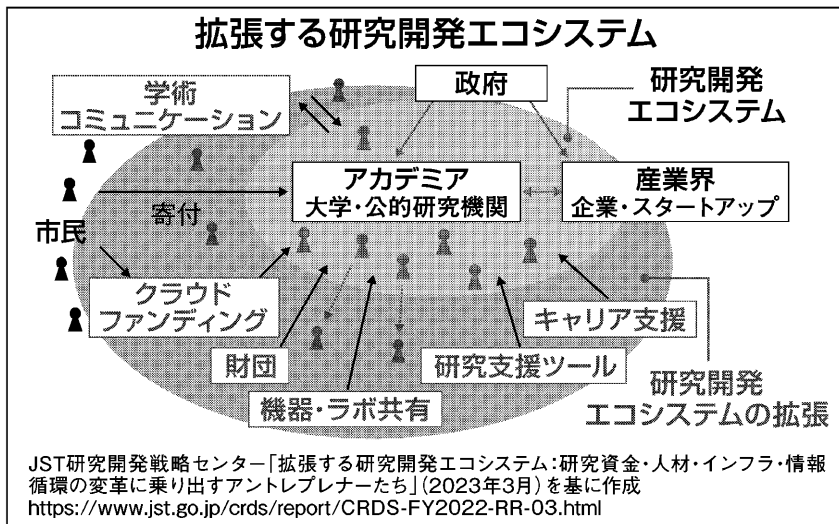 拡張する研究開発エコシステム
学術
コミュニケーション
政府
研究開発
エコシステム
アカデミア
大学・公的研究機関
産業界
企業・スタートアップ
寄付
市民
クラウド
ファンディング
財団
機器・ラボ共有
研究支援ツール
キャリア支援
研究開発
エコシステムの拡張
JST研究開発戦略センター「拡張する研究開発エコシステム：研究資金・人材・インフラ・情報
循環の変革に乗り出すアントレプレナーたち」（2023年3月）を基に作成
https://www.jst.go.jp/crds/report/CRDS-FY2022-RR-03.html